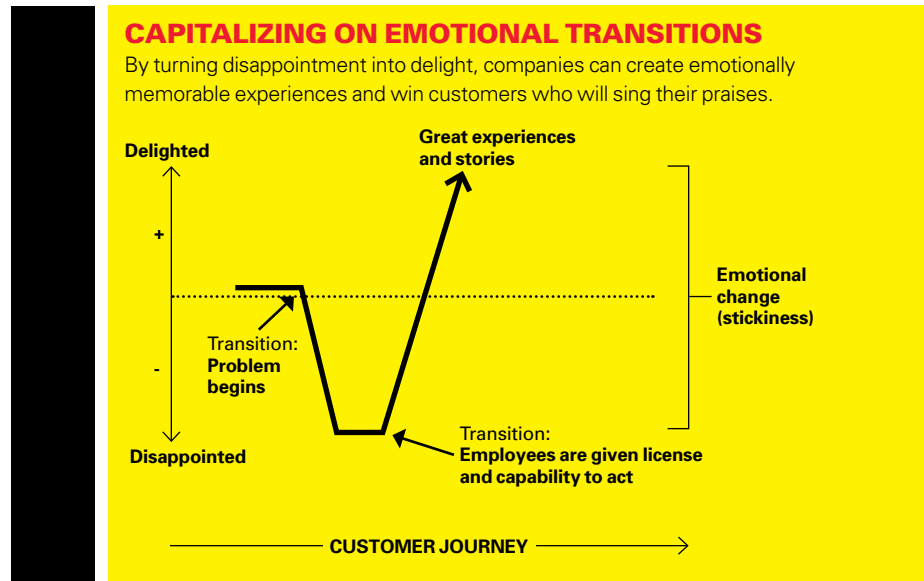 CAPITALIZING ON EMOTIONAL TRANSITIONS
By turning disappointment into delight, companies can create emotionally
memorable experiences and win customers who will sing their praises.
Great experiences
and stories
Delighted
+
Emotional
change
(stickiness)
Transition:
Problem
begins
-
Transition:
Employees are given license
and capability to act
Disappointed
CUSTOMER JOURNEY